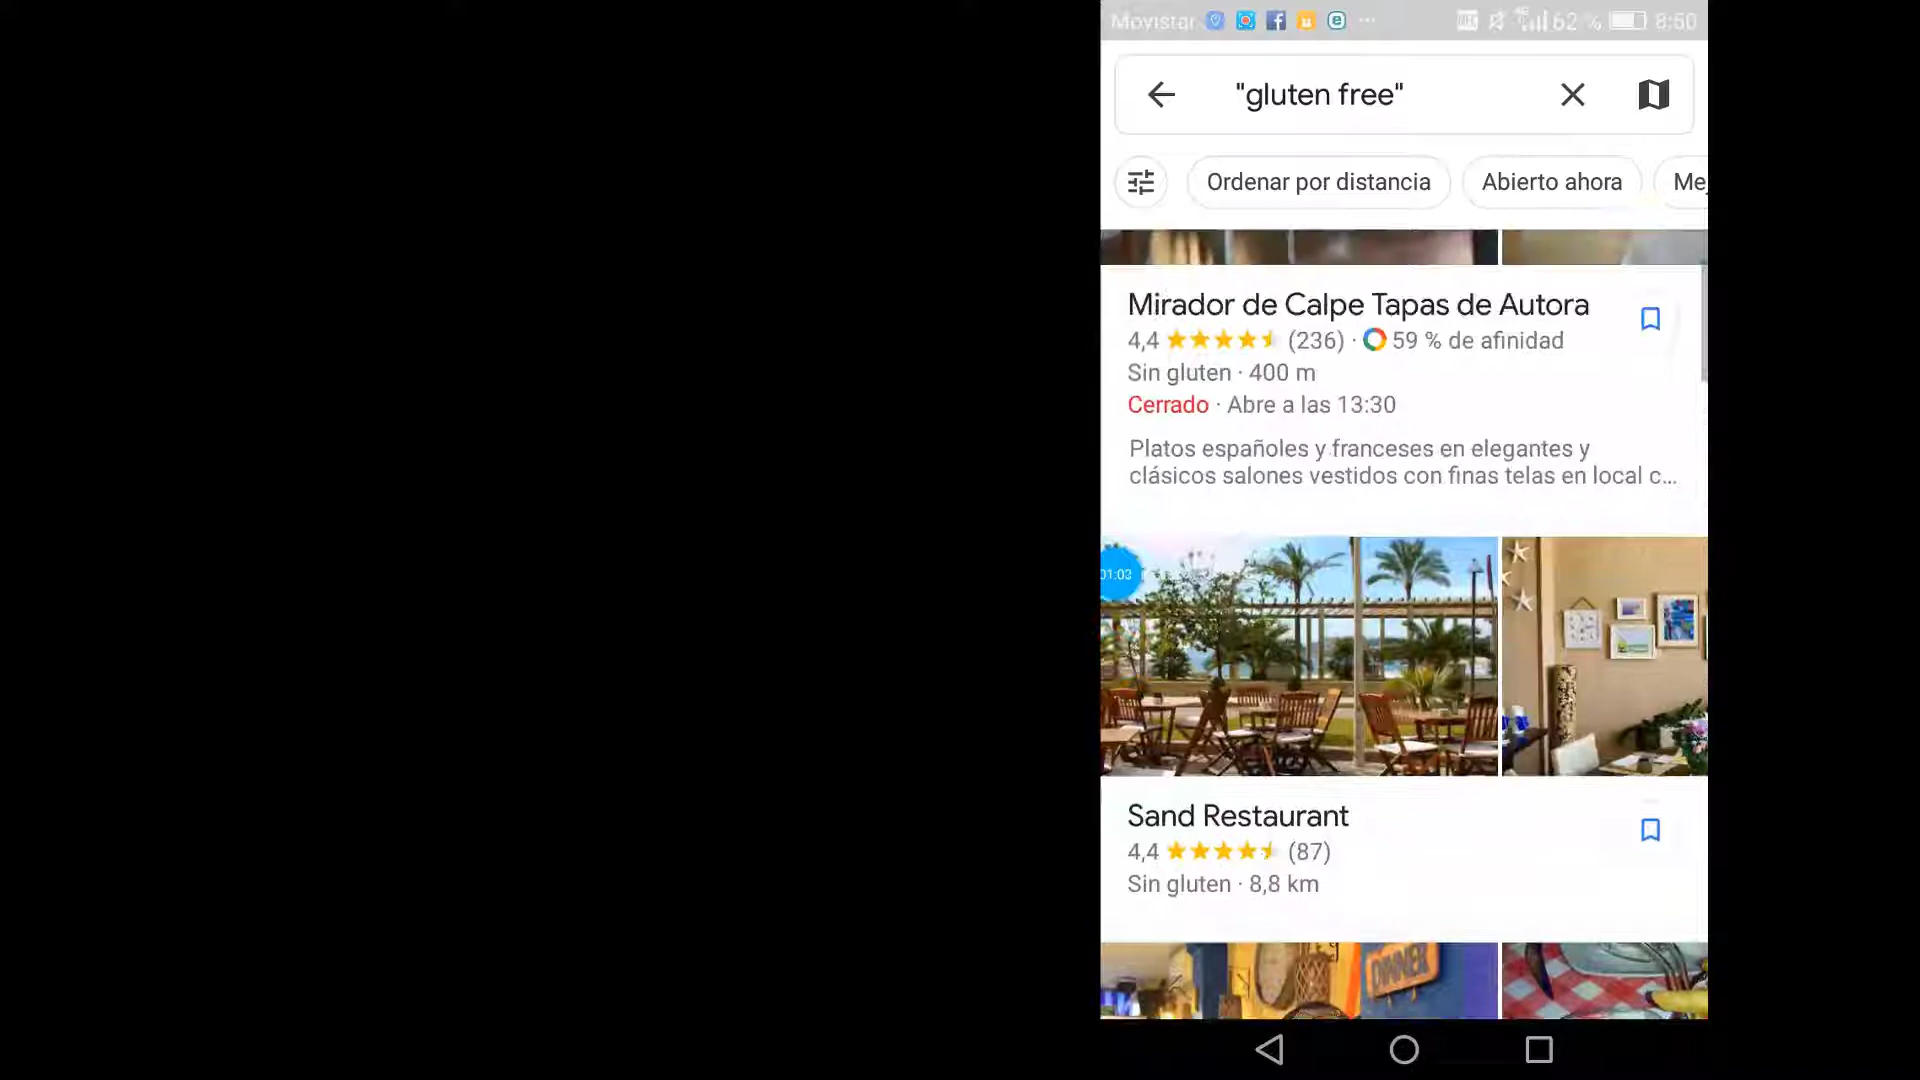 Movistar 62 % 8:50
"gluten free"
Ordenar por distancia
Abierto ahora
Me
Mirador de Calpe Tapas de Autora
4,4 (236) · 59 % de afinidad
Sin gluten · 400 m
Cerrado · Abre a las 13:30
Platos españoles y franceses en elegantes y
clásicos salones vestidos con finas telas en local c...
01:03
Sand Restaurant
4,4 (87)
Sin gluten · 8,8 km
DINNER